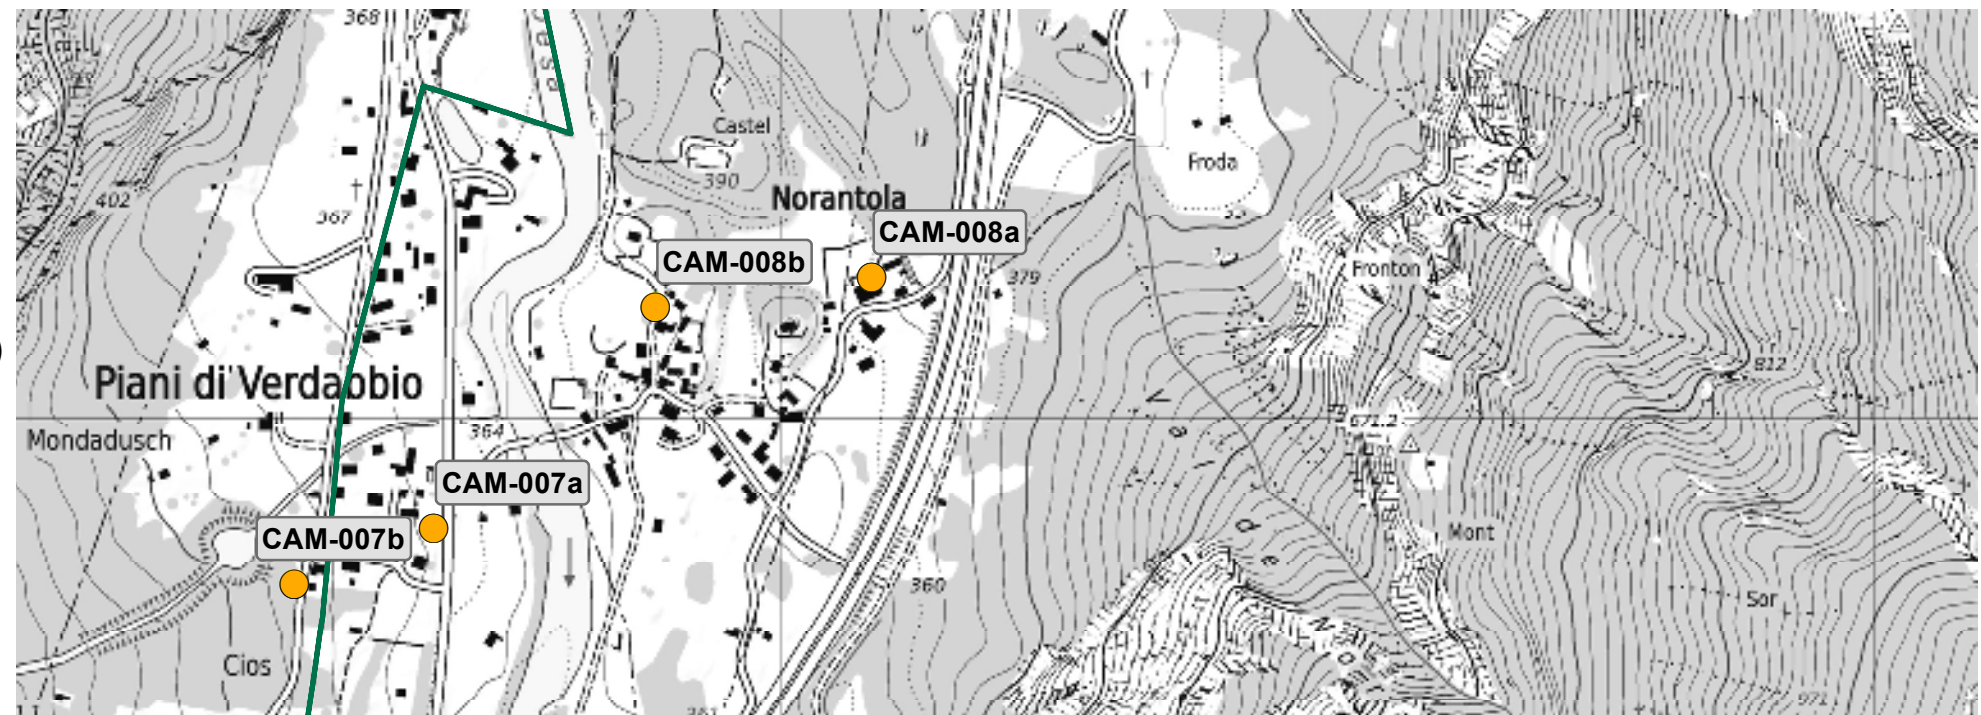 368
Castel
390
Froda
402
Norantola
367
CAM-008a
CAM-008b
379
Fronton
812
Piani di Verdabbio
671.2
364
Mondadusch
CAM-007a
V
a
l
d
e
Mont
CAM-007b
360
Sor
Cios
971